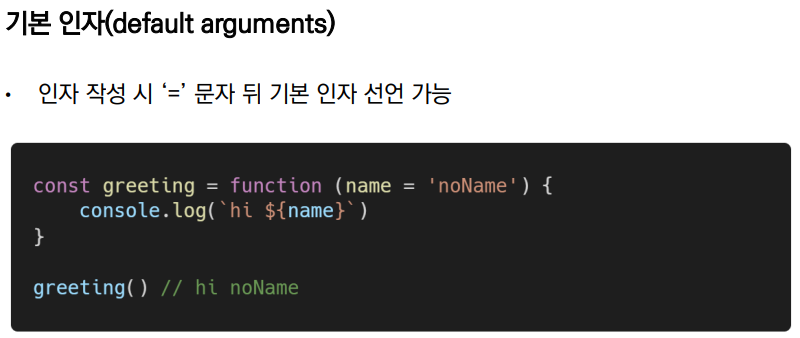 기본 인자(default arguments)
• 인자 작성 시 ‘=’ 문자 뒤 기본 인자 선언 가능
const greeting = function (name = 'noName') {
    console.log(`hi ${name}`)
}
greeting() // hi noName